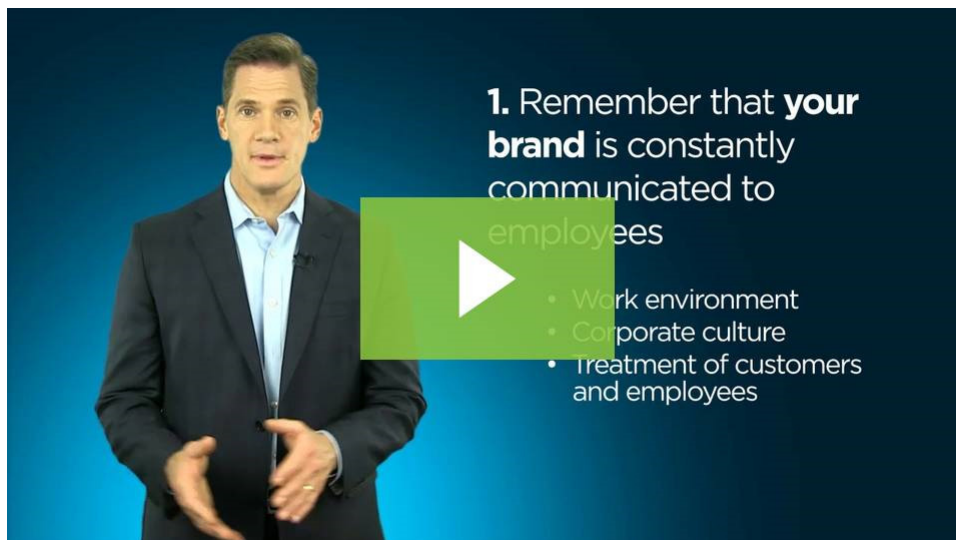 1. Remember that your
brand is constantly
communicated to
employees
• Work environment
• Corporate culture
• Treatment of customers
and employees